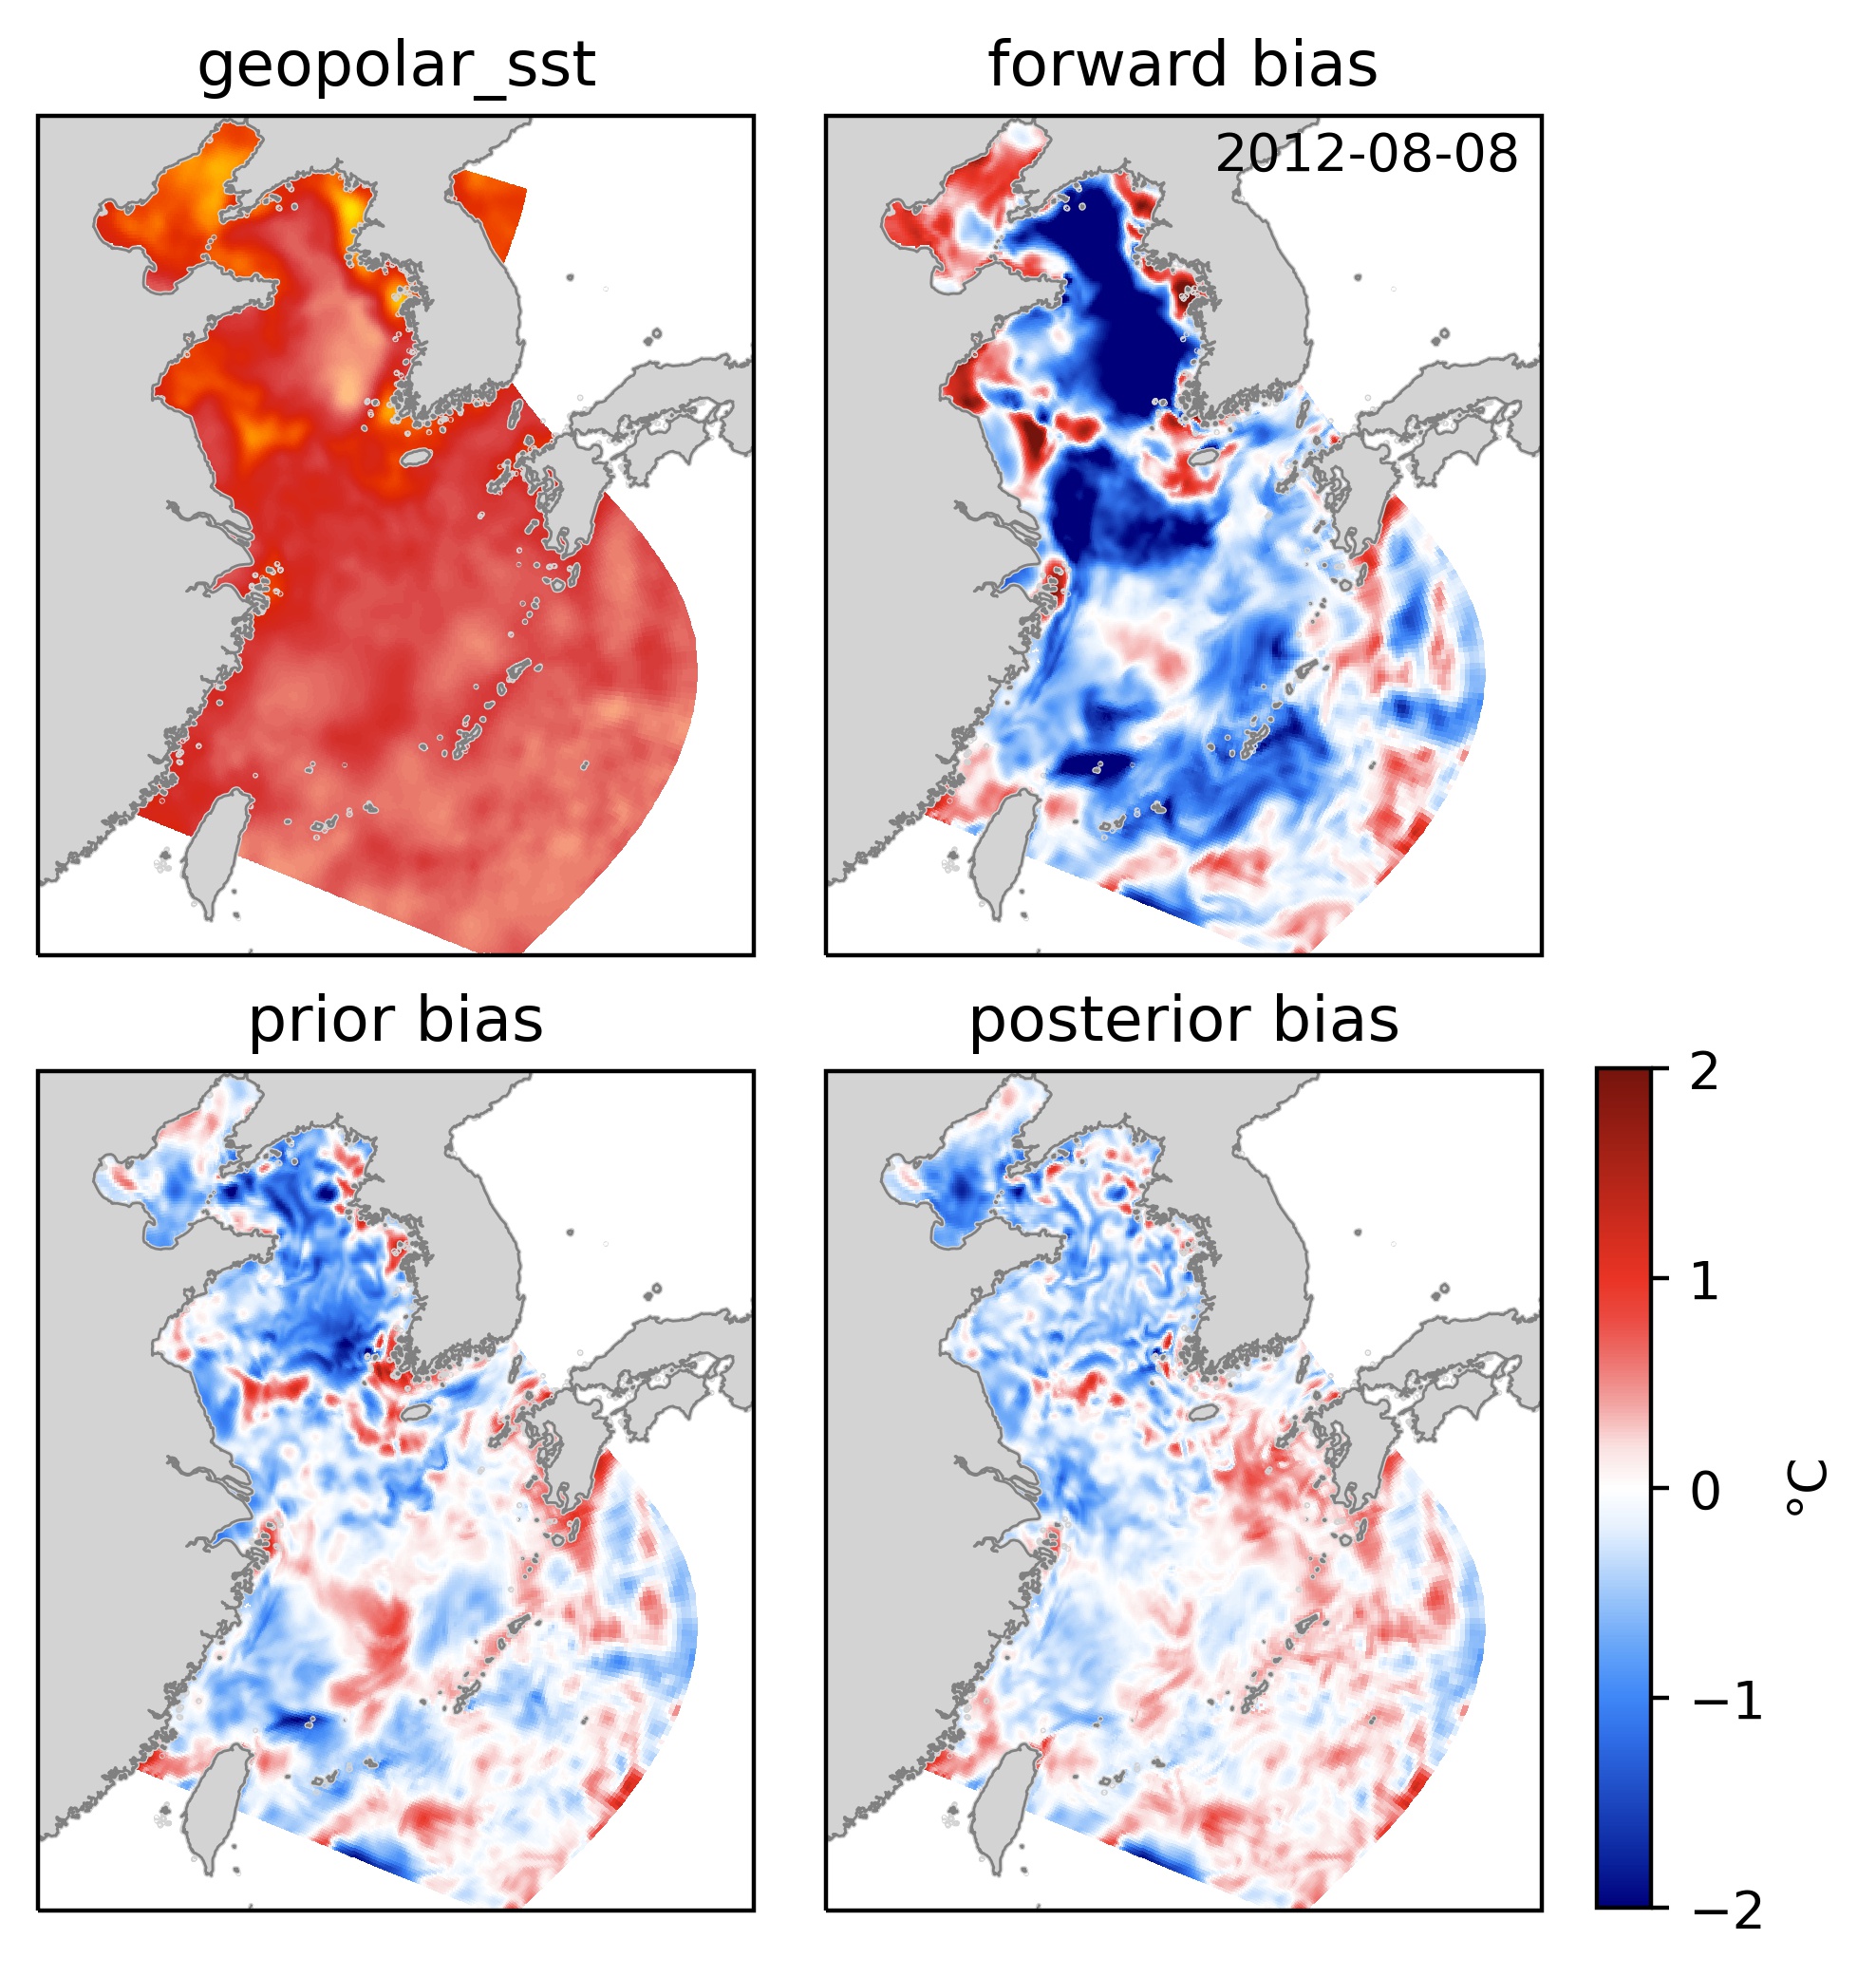 geopolar_sst
forward bias
2012-08-08
prior bias
posterior bias
2
1
0
−1
−2
°C